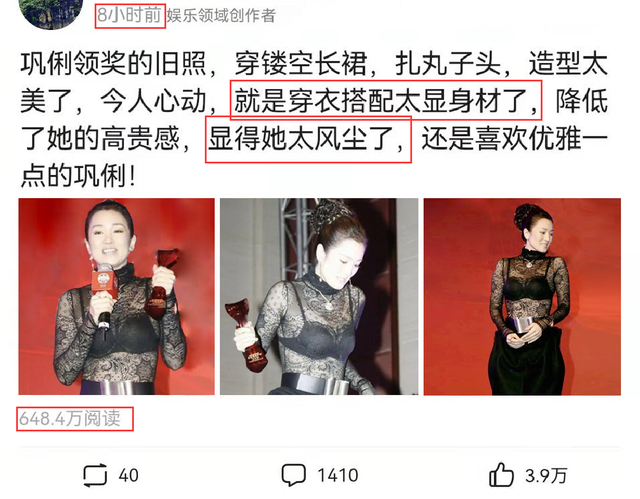 8小时前 娱乐领域创作者
巩俐领奖的旧照，穿镂空长裙，扎丸子头，造型太
美了，今人心动，就是穿衣搭配太显身材了，降低
了她的高贵感，显得她太风尘了，还是喜欢优雅一
点的巩俐！
648.4万阅读
40 1410 3.9万